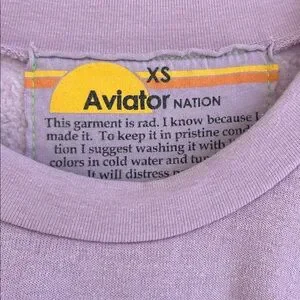 XS
Aviator NATION
This garment is rad. I know because I
made it. To keep it in pristine cond
tion I suggest washing it with
colors in cold water and
It will distress